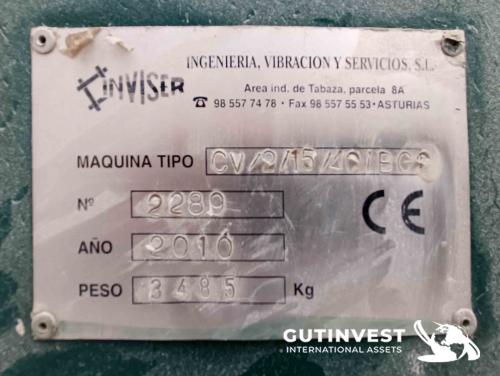 INVISER
INGENIERIA, VIBRACION Y SERVICIOS, S.L.
Area ind. de Tabaza, parcela 8A
☎ 98 557 74 78 • Fax 98 557 55 53 • ASTURIAS
MAQUINA TIPO
Nº 2289
AÑO 2010
PESO 3485 Kg
CE
GUTINVEST
INTERNATIONAL ASSETS